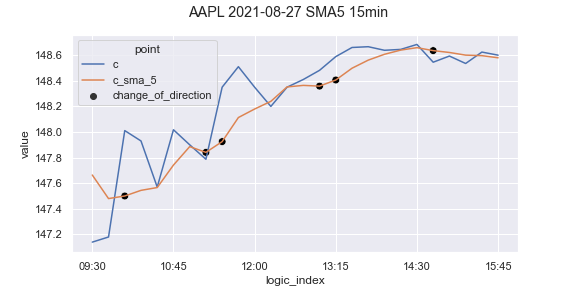 AAPL 2021-08-27 SMA5 15min
point
c
c_sma_5
change_of_direction
148.6
148.4
148.2
148.0
147.8
147.6
147.4
147.2
value
09:30 10:45 12:00 13:15 14:30 15:45
logic_index